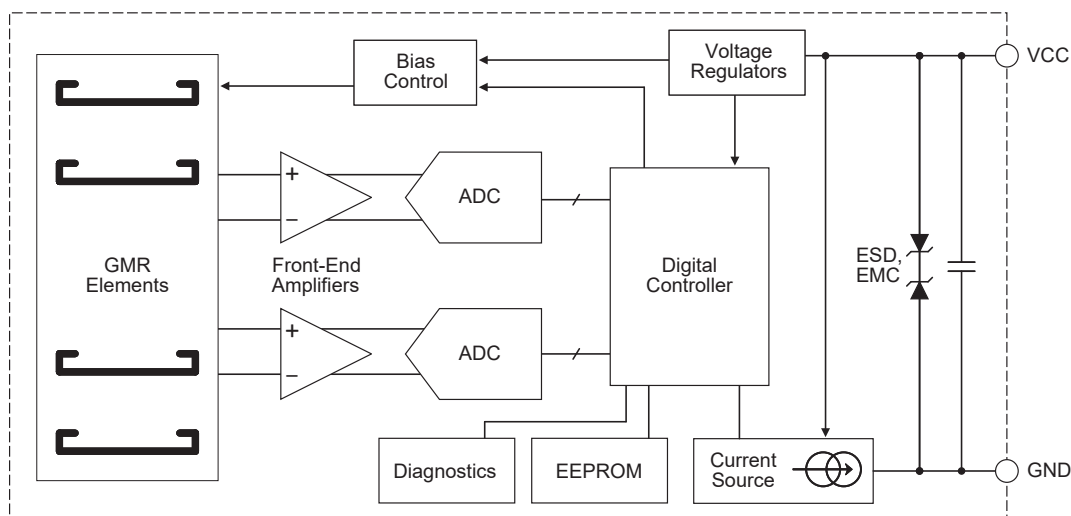 Bias
Control
Voltage
Regulators
VCC
+
−
ADC
GMR
Elements
Front-End
Amplifiers
Digital
Controller
ESD,
EMC
+
−
ADC
Diagnostics
EEPROM
Current
Source
GND